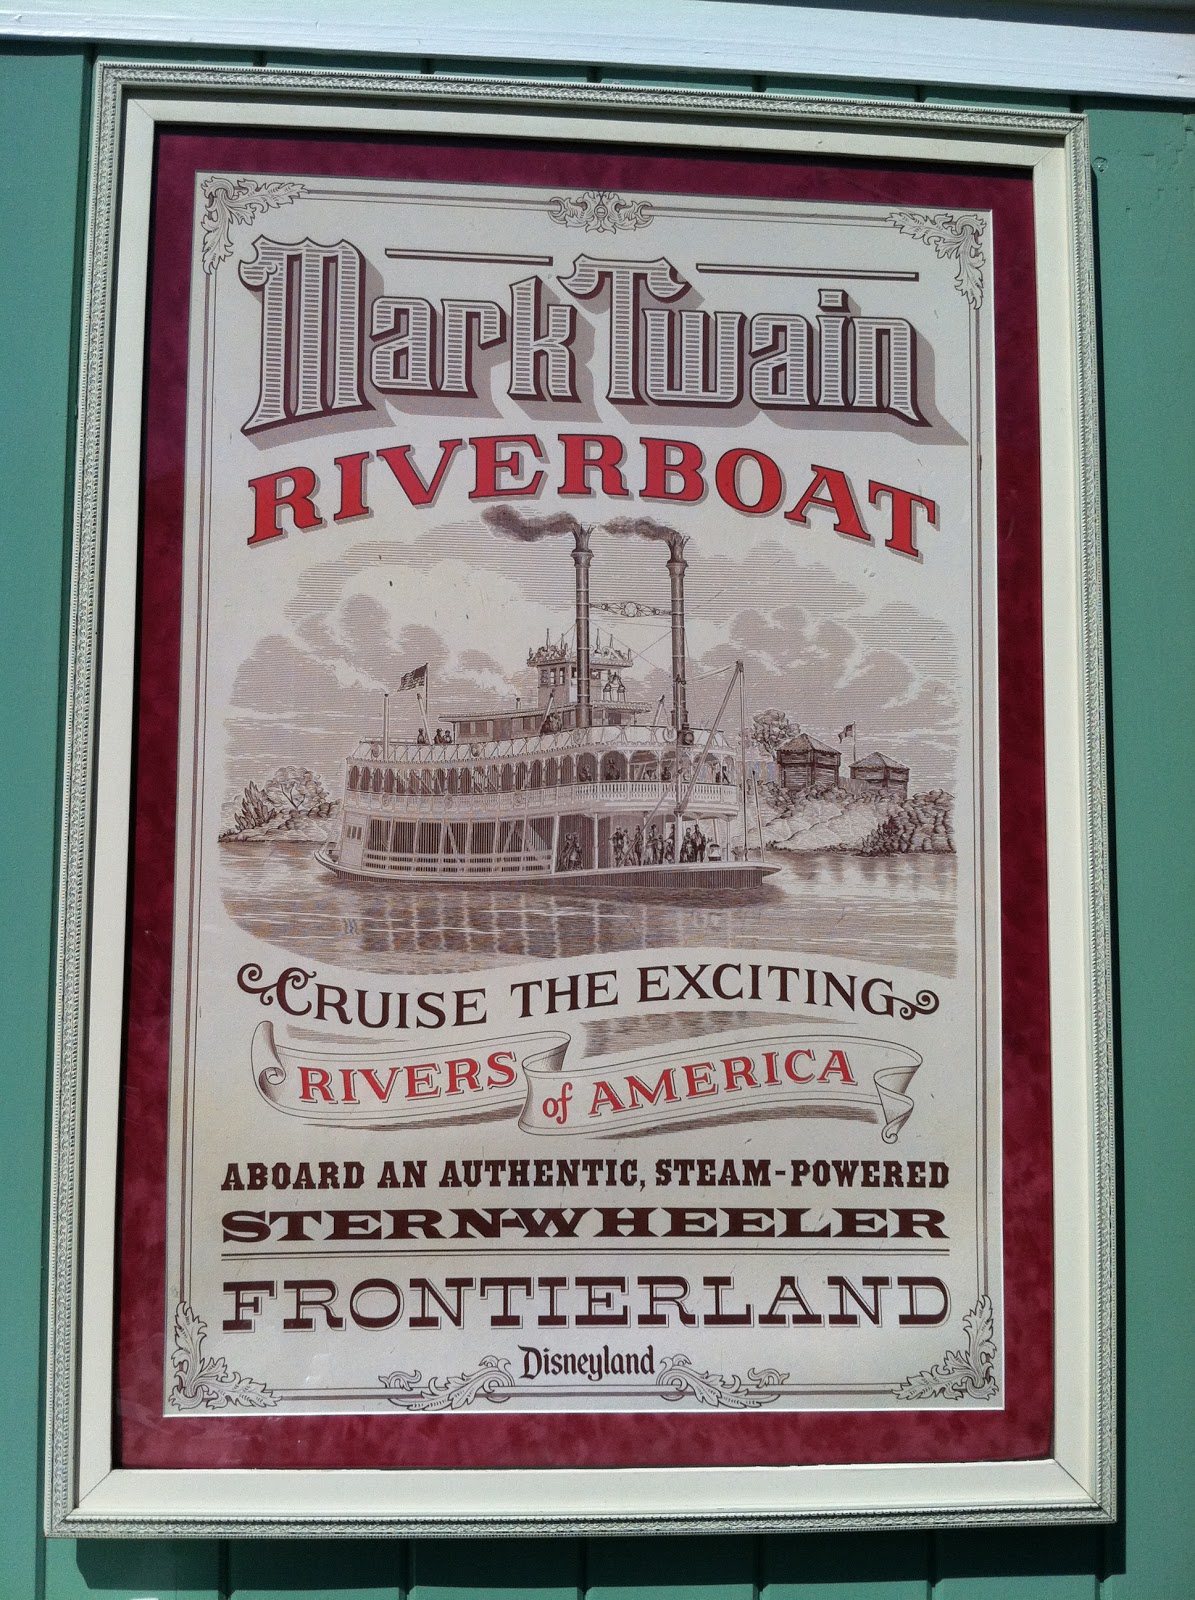 Mark Twain
RIVERBOAT
CRUISE THE EXCITING
RIVERS of AMERICA
ABOARD AN AUTHENTIC, STEAM-POWERED
STERN-WHEELER
FRONTIERLAND
Disneyland